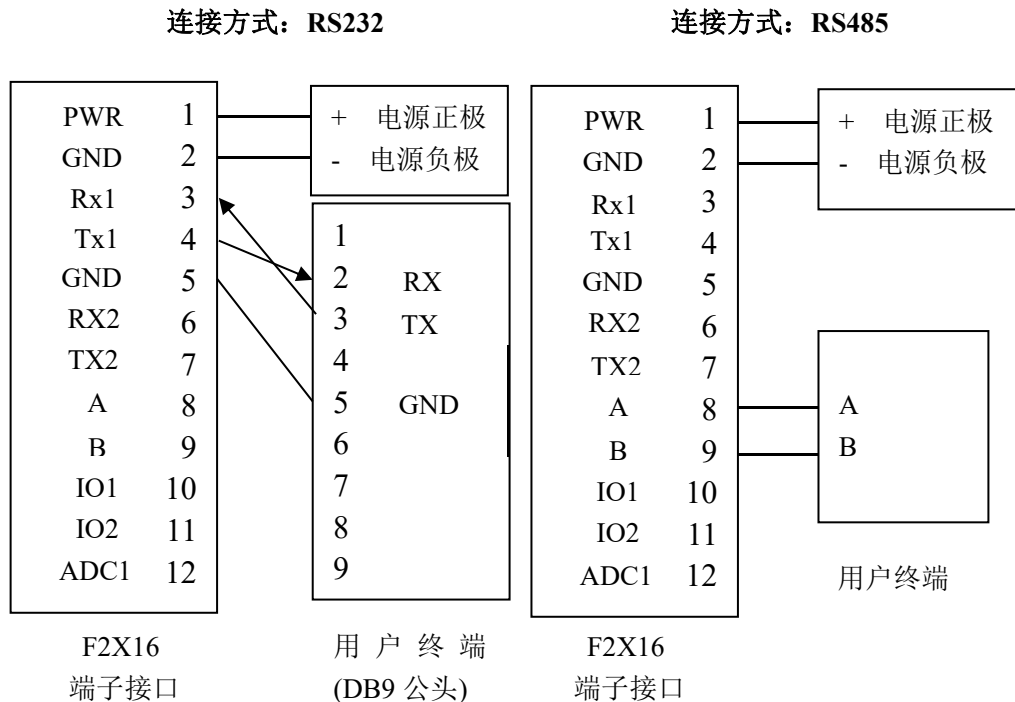 连接方式：RS232
PWR 1
GND 2
Rx1 3
Tx1 4
GND 5
RX2 6
TX2 7
A 8
B 9
IO1 10
IO2 11
ADC1 12
F2X16
端子接口
+ 电源正极
- 电源负极
1
2 RX
3 TX
4
5 GND
6
7
8
9
用户终端
(DB9 公头)
连接方式：RS485
PWR 1
GND 2
Rx1 3
Tx1 4
GND 5
RX2 6
TX2 7
A 8
B 9
IO1 10
IO2 11
ADC1 12
F2X16
端子接口
+ 电源正极
- 电源负极
A
B
用户终端